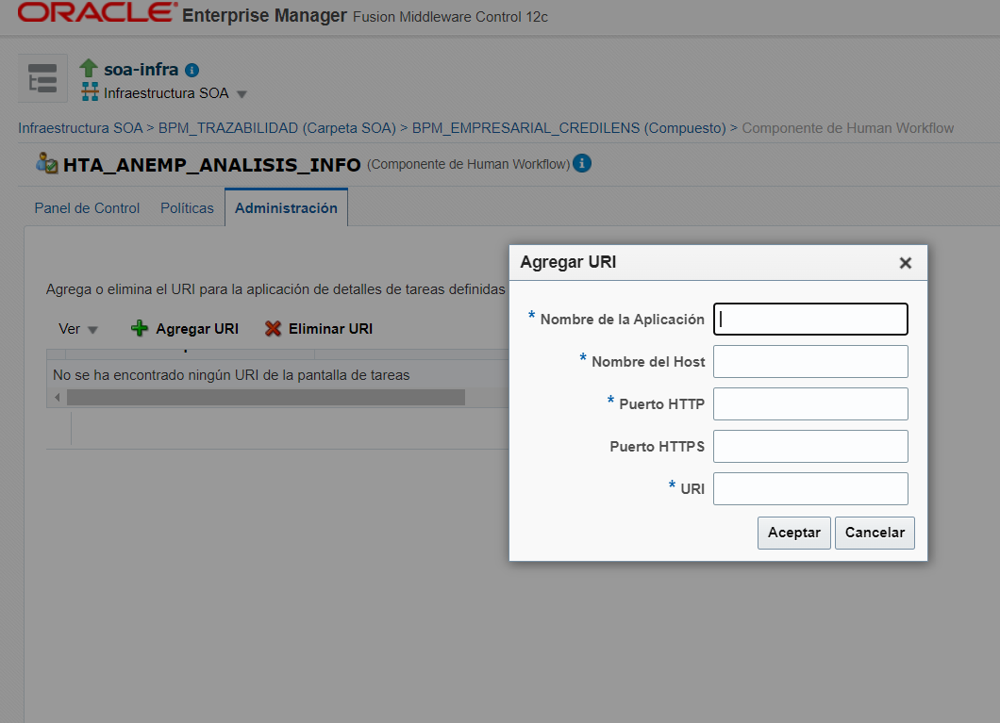 ORACLE Enterprise Manager Fusion Middleware Control 12c
soa-infra
Infraestructura SOA
Infraestructura SOA > BPM_TRAZABILIDAD (Carpeta SOA) > BPM_EMPRESARIAL_CREDILENS (Compuesto) > Componente de Human Workflow
HTA_ANEMP_ANALISIS_INFO (Componente de Human Workflow)
Panel de Control Políticas Administración
Agrega o elimina el URI para la aplicación de detalles de tareas definidas
Ver Agregar URI Eliminar URI
No se ha encontrado ningún URI de la pantalla de tareas
Agregar URI
* Nombre de la Aplicación
* Nombre del Host
* Puerto HTTP
Puerto HTTPS
* URI
Aceptar Cancelar